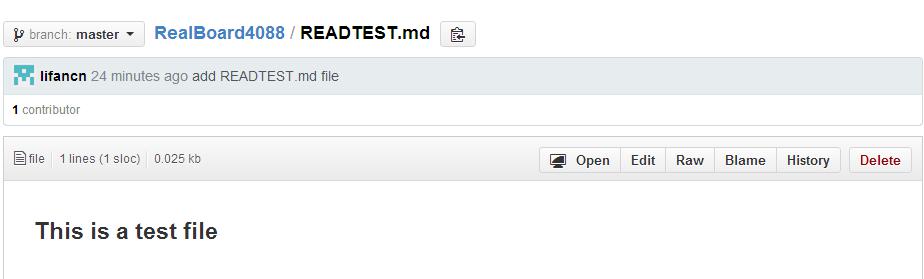 branch: master RealBoard4088 / READTEST.md
lifancn 24 minutes ago add READTEST.md file
1 contributor
file 1 lines (1 sloc) 0.025 kb Open Edit Raw Blame History Delete
This is a test file